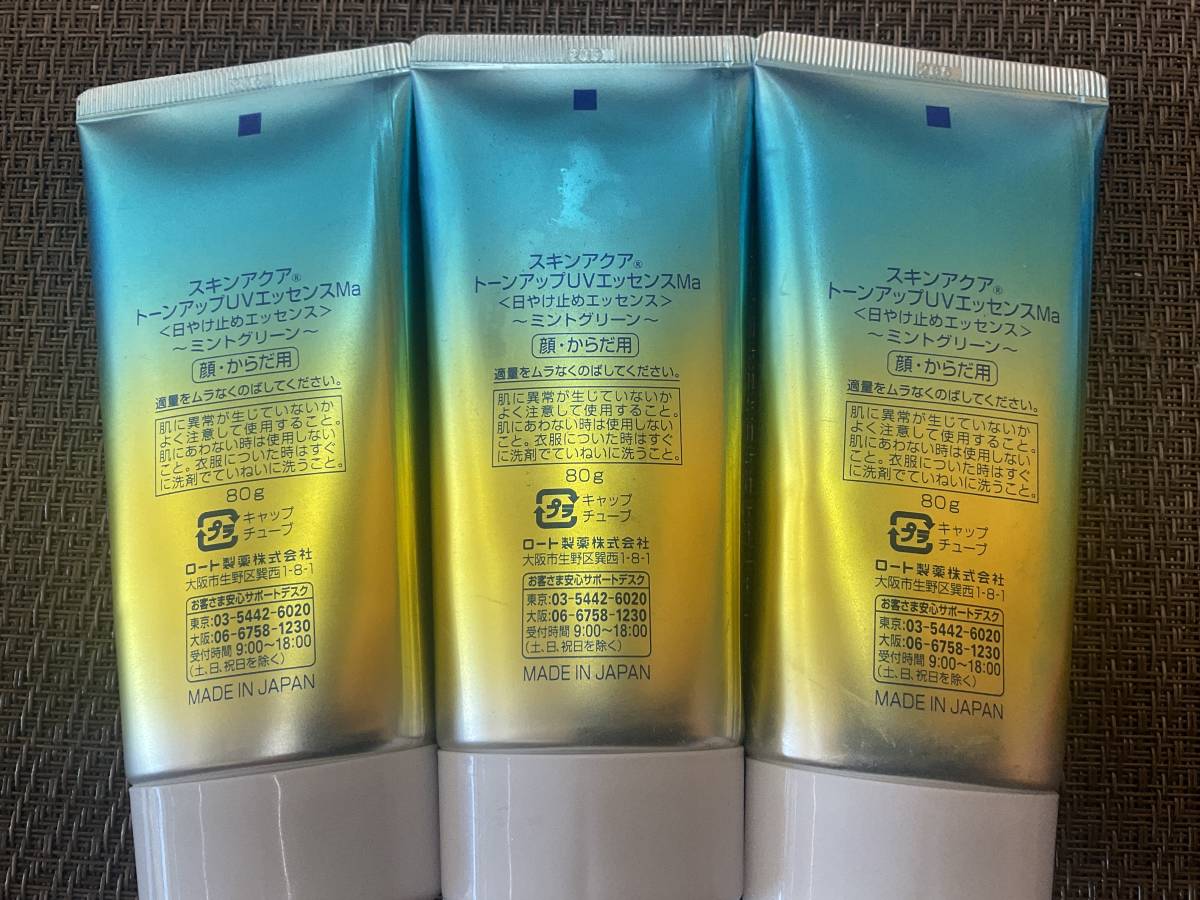 スキンアクア®
トーンアップUVエッセンスMa
<日やけ止めエッセンス>
~ミントグリーン~
顔・からだ用
適量をムラなくのばしてください。
肌に異常が生じていないか
よく注意して使用すること。
肌にあわない時は使用しない
こと。衣服についた時はすぐ
に洗剤でていねいに洗うこと。
80g
プラ
キャップ
チューブ
ロート製薬株式会社
大阪市生野区巽西1-8-1
お客さま安心サポートデスク
東京:03-5442-6020
大阪:06-6758-1230
受付時間 9:00~18:00
(土、日、祝日を除く)
MADE IN JAPAN
スキンアクア®
トーンアップUVエッセンスMa
<日やけ止めエッセンス>
~ミントグリーン~
顔・からだ用
適量をムラなくのばしてください。
肌に異常が生じていないか
よく注意して使用すること。
肌にあわない時は使用しない
こと。衣服についた時はすぐ
に洗剤でていねいに洗うこと。
80g
プラ
キャップ
チューブ
ロート製薬株式会社
大阪市生野区巽西1-8-1
お客さま安心サポートデスク
東京:03-5442-6020
大阪:06-6758-1230
受付時間 9:00~18:00
(土、日、祝日を除く)
MADE IN JAPAN
スキンアクア®
トーンアップUVエッセンスMa
<日やけ止めエッセンス>
~ミントグリーン~
顔・からだ用
適量をムラなくのばしてください。
肌に異常が生じていないか
よく注意して使用すること。
肌にあわない時は使用しない
こと。衣服についた時はすぐ
に洗剤でていねいに洗うこと。
80g
プラ
キャップ
チューブ
ロート製薬株式会社
大阪市生野区巽西1-8-1
お客さま安心サポートデスク
東京:03-5442-6020
大阪:06-6758-1230
受付時間 9:00~18:00
(土、日、祝日を除く)
MADE IN JAPAN